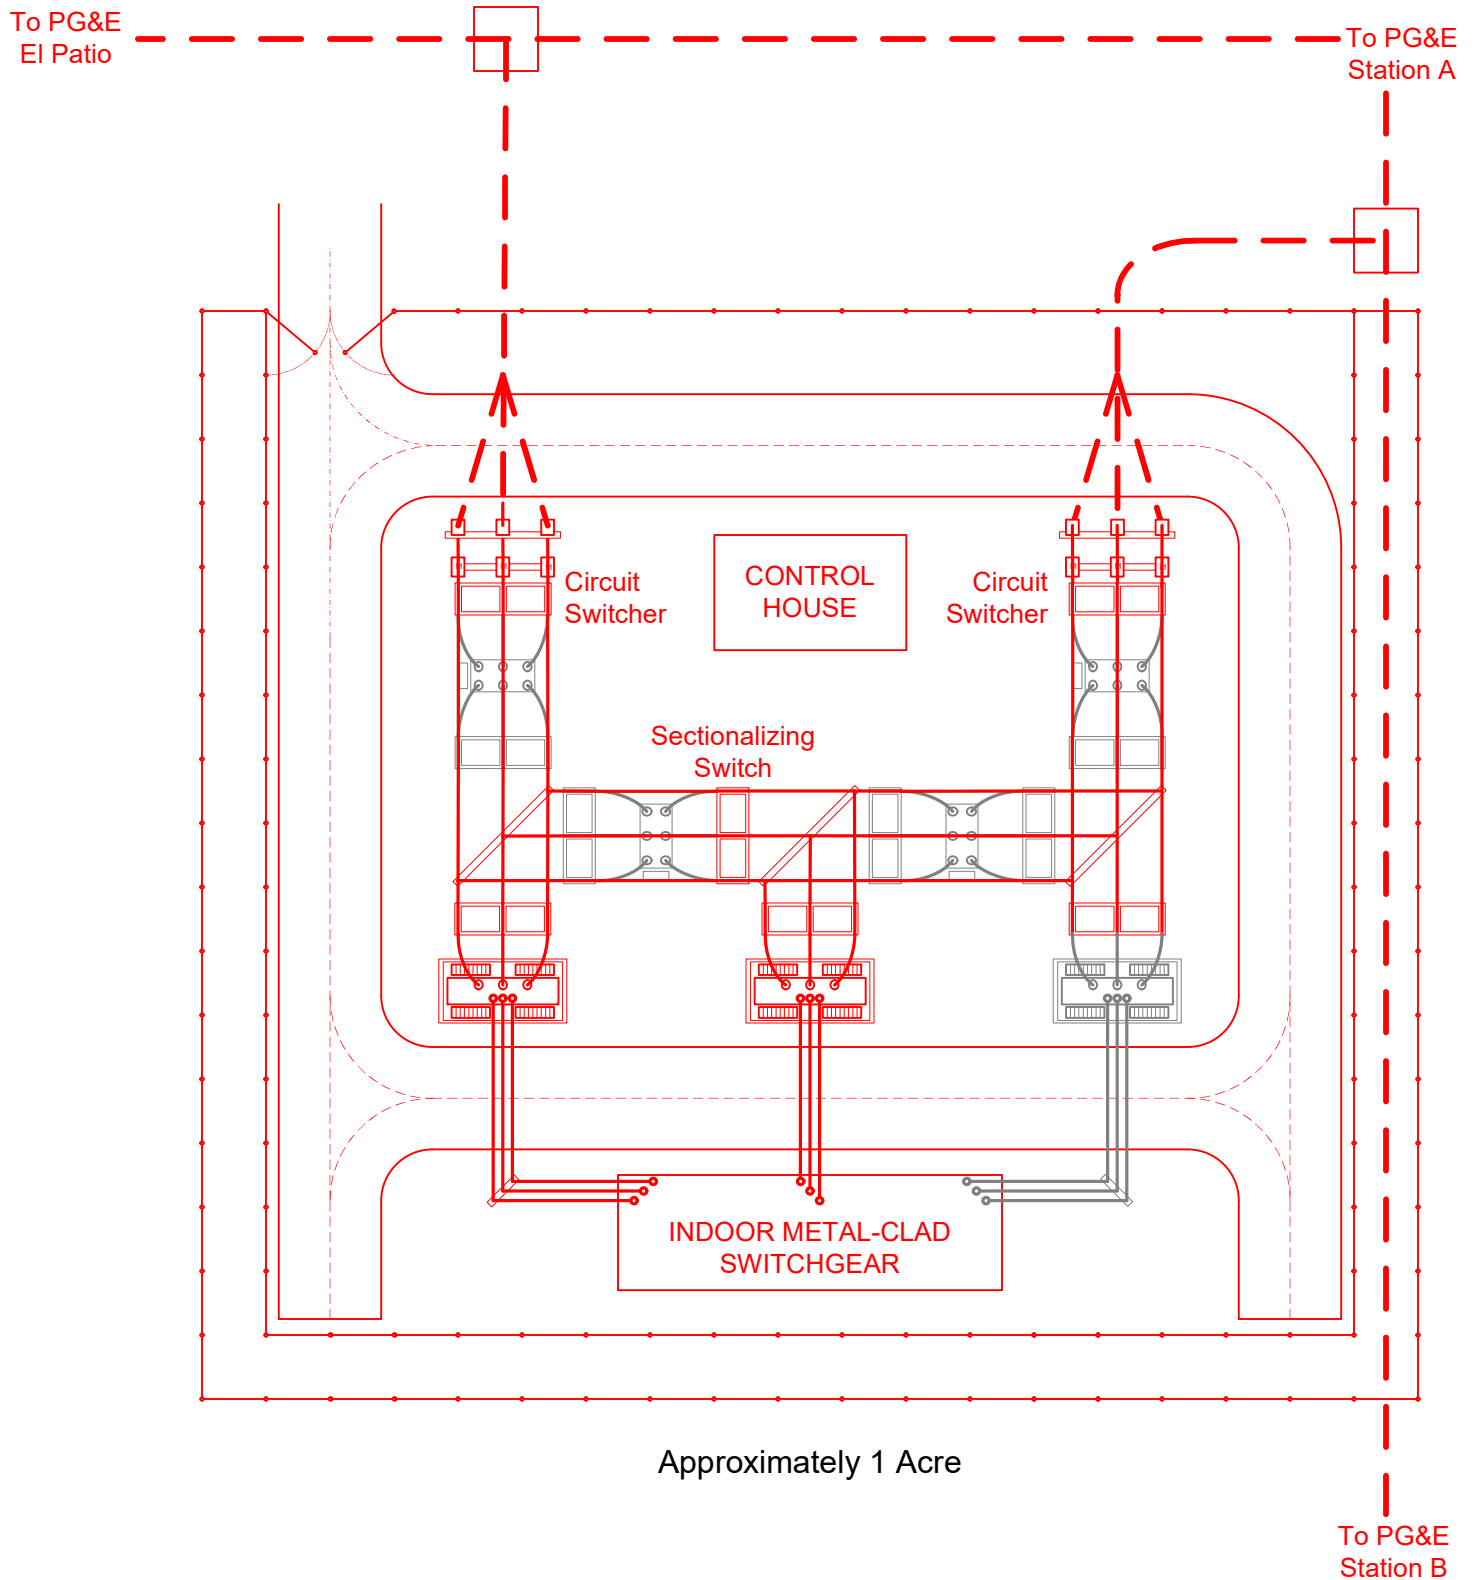 To PG&E
El Patio
To PG&E
Station A
Circuit
Switcher
CONTROL
HOUSE
Circuit
Switcher
Sectionalizing
Switch
INDOOR METAL-CLAD
SWITCHGEAR
Approximately 1 Acre
To PG&E
Station B